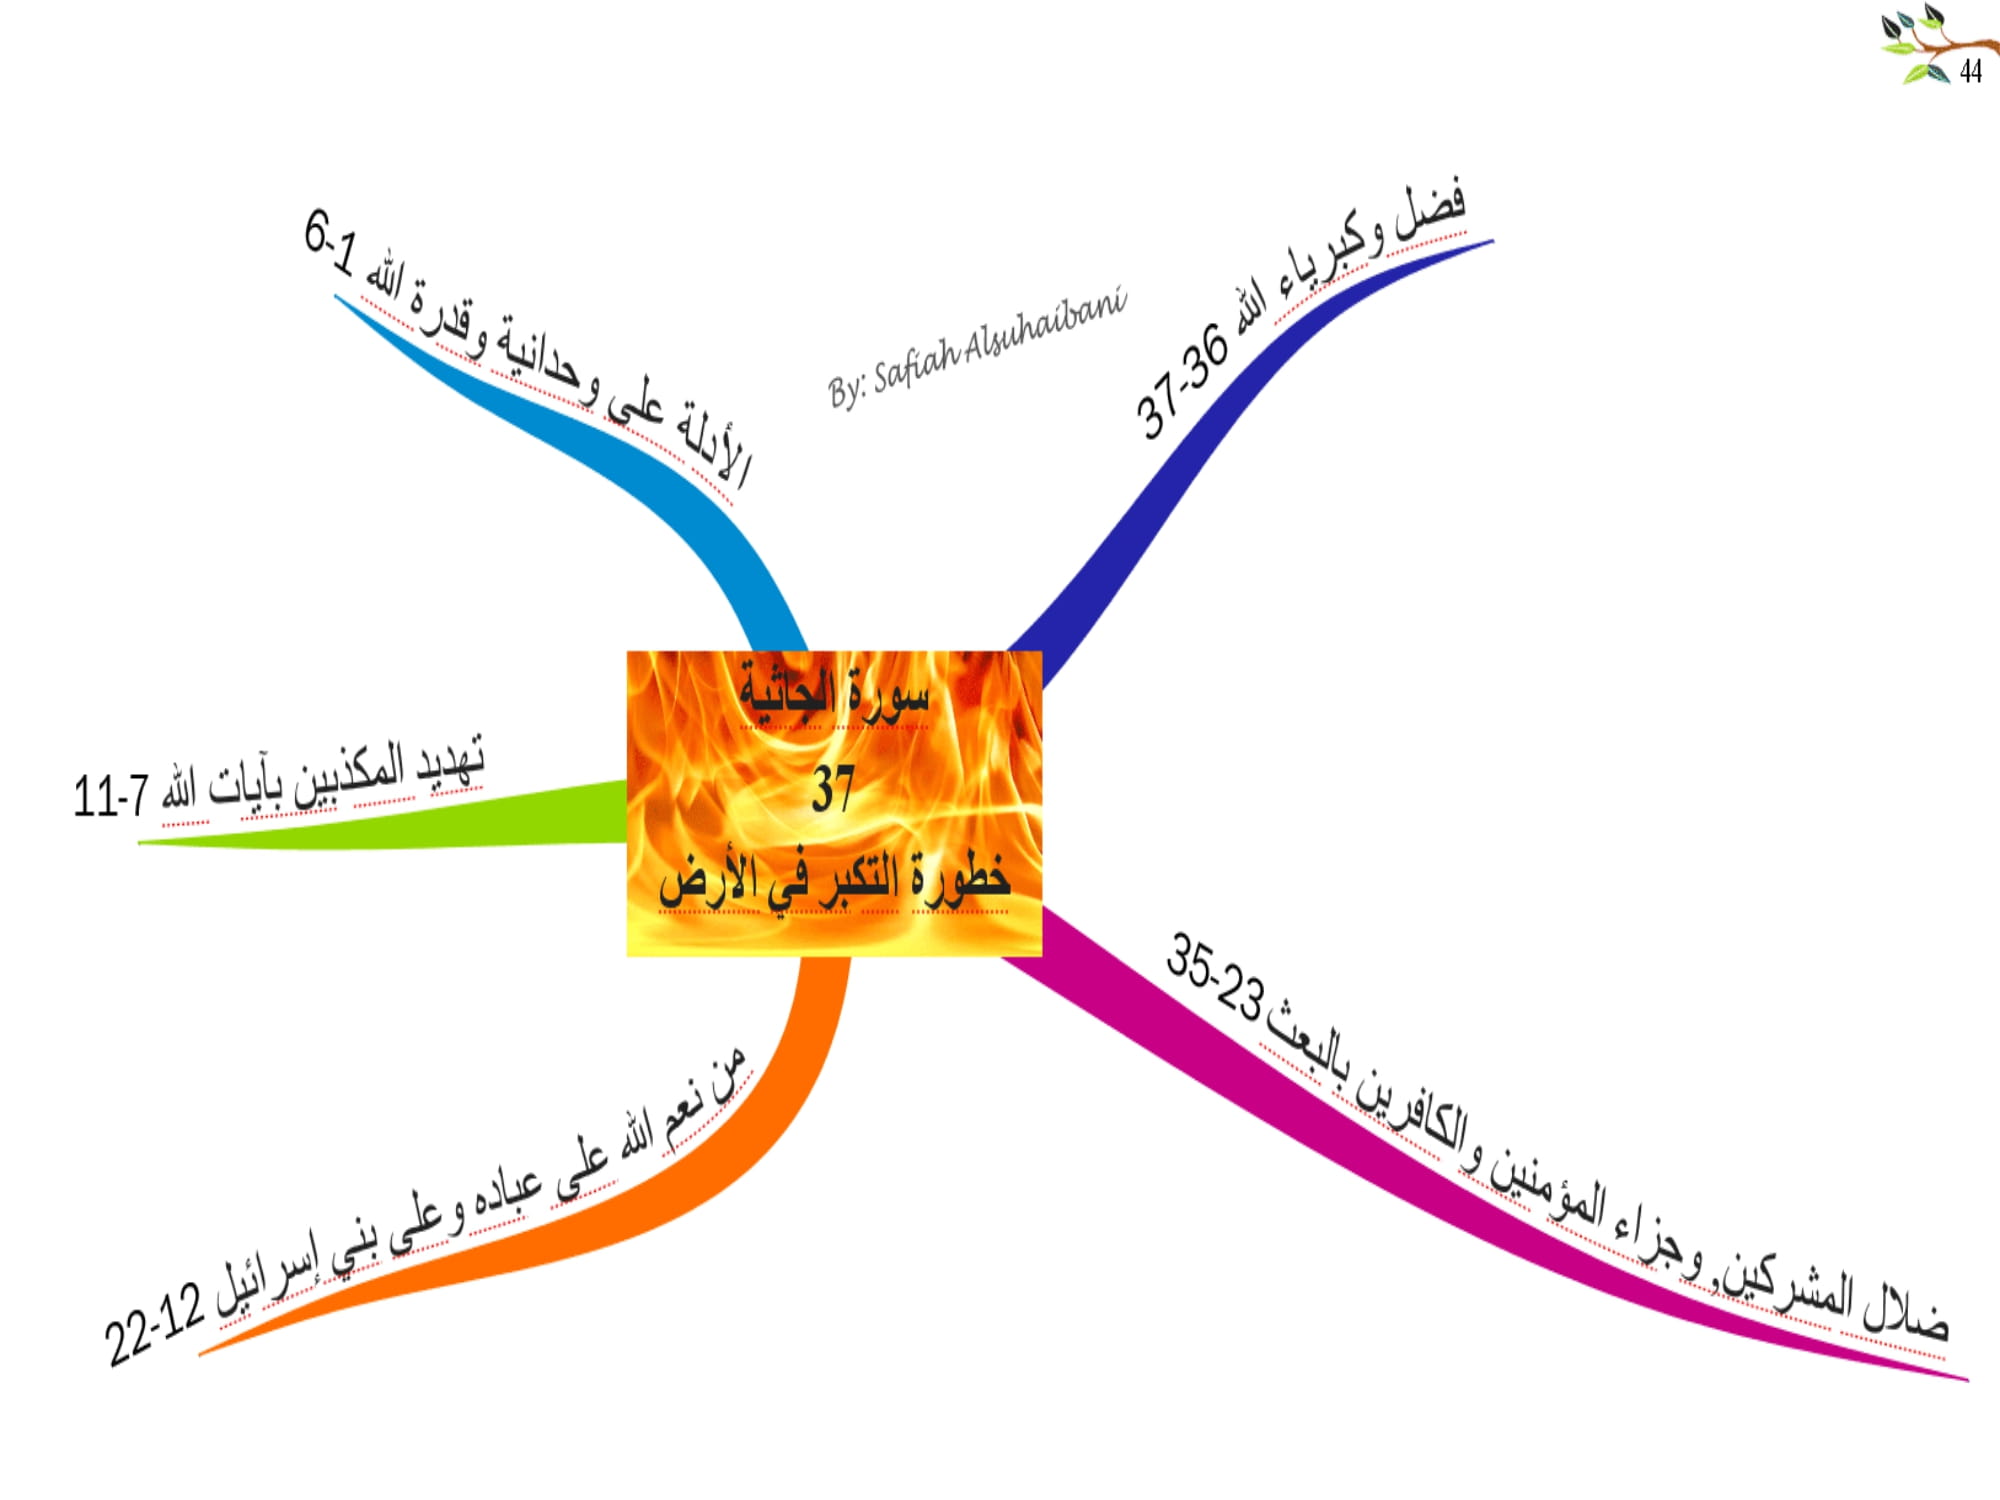 44
By: Safiah Alsuhaibani
سورة الجاثية
37
خطورة التكبر في الأرض
الأدلة على وحدانية وقدرة الله 1-6
تهديد المكذبين بآيات الله 7-11
من نعم الله على عباده وعلى بني إسرائيل 12-22
ضلال المشركين, وجزاء المؤمنين والكافرين بالبعث 23-35
فضل وكبرياء الله 36-37